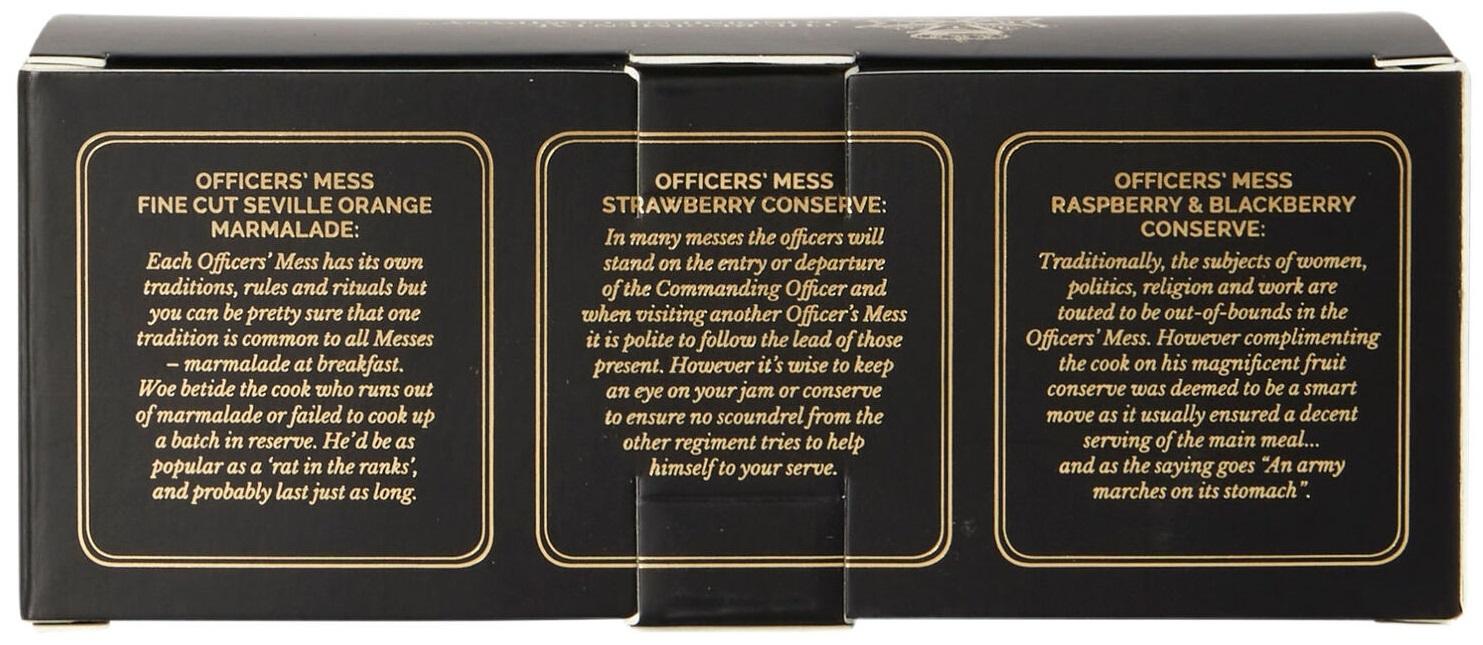 OFFICERS' MESS
FINE CUT SEVILLE ORANGE
MARMALADE:
Each Officers' Mess has its own
traditions, rules and rituals but
you can be pretty sure that one
tradition is common to all Messes
– marmalade at breakfast.
Woe betide the cook who runs out
of marmalade or failed to cook up
a batch in reserve. He'd be as
popular as a 'rat in the ranks',
and probably last just as long.
OFFICERS' MESS
STRAWBERRY CONSERVE:
In many messes the officers will
stand on the entry or departure
of the Commanding Officer and
when visiting another Officer's Mess
it is polite to follow the lead of those
present. However it's wise to keep
an eye on your jam or conserve
to ensure no scoundrel from the
other regiment tries to help
himself to your serve.
OFFICERS' MESS
RASPBERRY & BLACKBERRY
CONSERVE:
Traditionally, the subjects of women,
politics, religion and work are
touted to be out-of-bounds in the
Officers' Mess. However complimenting
the cook on his magnificent fruit
conserve was deemed to be a smart
move as it usually ensured a decent
serving of the main meal...
and as the saying goes "An army
marches on its stomach".